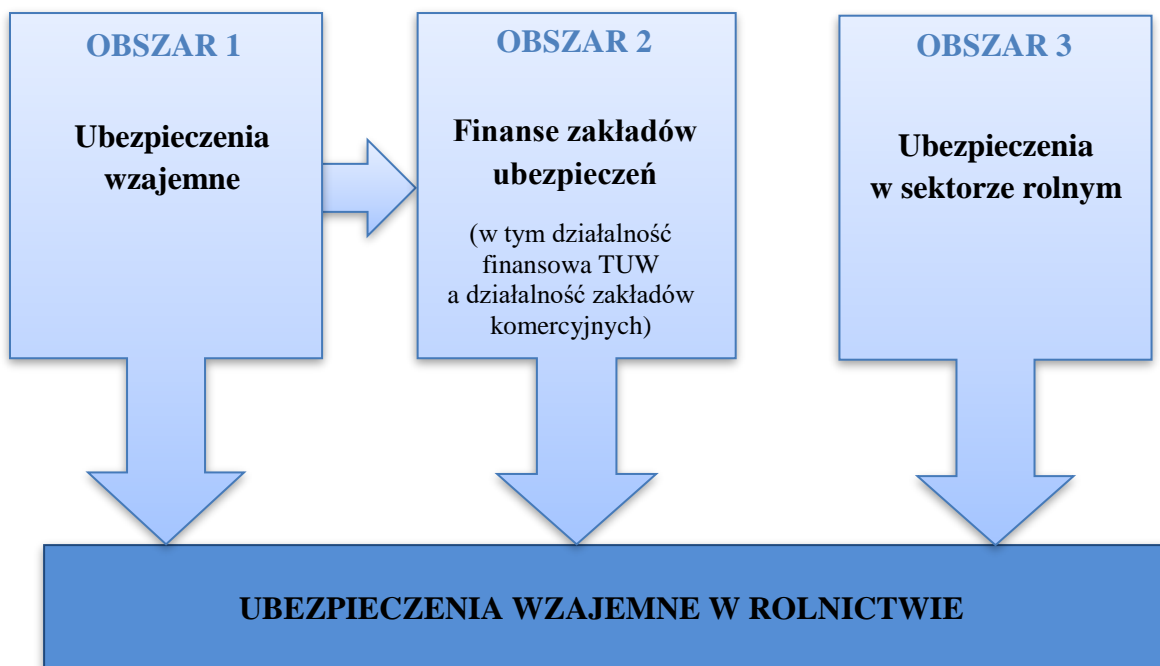 OBSZAR 1
Ubezpieczenia
wzajemne
OBSZAR 2
Finanse zakładów
ubezpieczeń
(w tym działalność
finansowa TUW
a działalność zakładów
komercyjnych)
OBSZAR 3
Ubezpieczenia
w sektorze rolnym
UBEZPIECZENIA WZAJEMNE W ROLNICTWIE